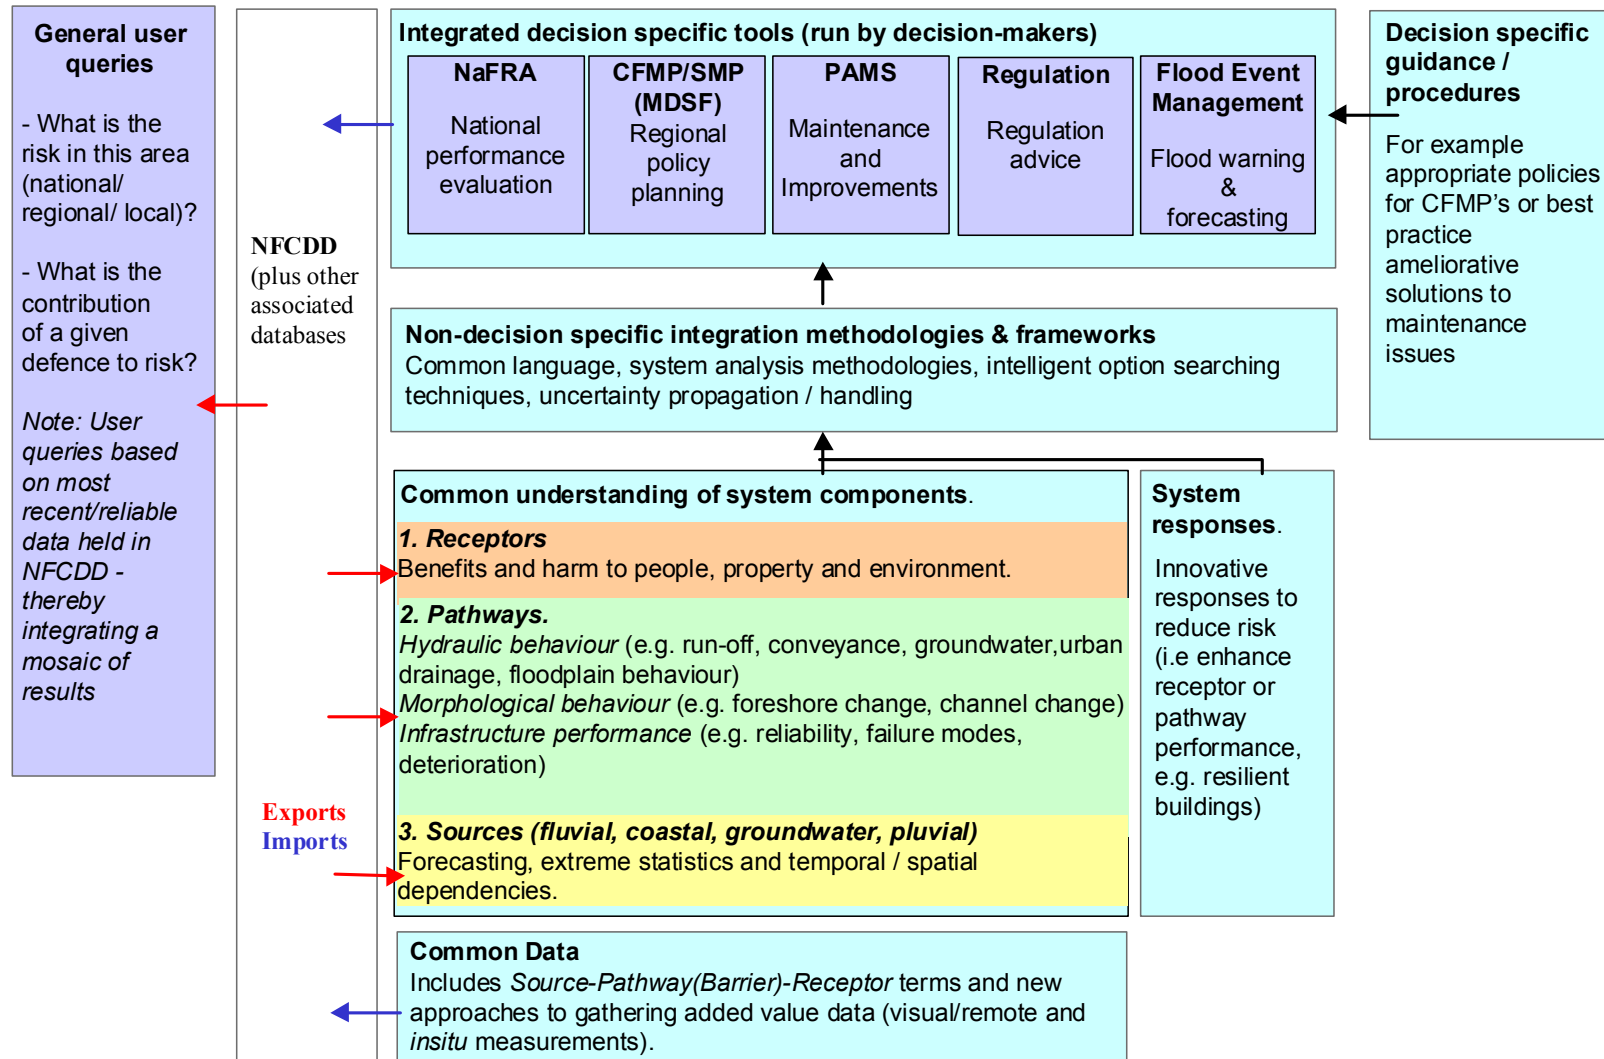 General user
queries
- What is the
risk in this area
(national/
regional/ local)?
- What is the
contribution
of a given
defence to risk?
Note: User
queries based
on most
recent/reliable
data held in
NFCDD -
thereby
integrating a
mosaic of
results
NFCDD
(plus other
associated
databases
Exports
Imports
Integrated decision specific tools (run by decision-makers)
NaFRA
National
performance
evaluation
CFMP/SMP
(MDSF)
Regional
policy
planning
PAMS
Maintenance
and
Improvements
Regulation
Regulation
advice
Flood Event
Management
Flood warning
&
forecasting
Decision specific
guidance /
procedures
For example
appropriate policies
for CFMP's or best
practice
ameliorative
solutions to
maintenance
issues
Non-decision specific integration methodologies & frameworks
Common language, system analysis methodologies, intelligent option searching
techniques, uncertainty propagation / handling
Common understanding of system components.
1. Receptors
Benefits and harm to people, property and environment.
2. Pathways.
Hydraulic behaviour (e.g. run-off, conveyance, groundwater,urban
drainage, floodplain behaviour)
Morphological behaviour (e.g. foreshore change, channel change)
Infrastructure performance (e.g. reliability, failure modes,
deterioration)
3. Sources (fluvial, coastal, groundwater, pluvial)
Forecasting, extreme statistics and temporal / spatial
dependencies.
System
responses.
Innovative
responses to
reduce risk
(i.e enhance
receptor or
pathway
performance,
e.g. resilient
buildings)
Common Data
Includes Source-Pathway(Barrier)-Receptor terms and new
approaches to gathering added value data (visual/remote and
insitu measurements).